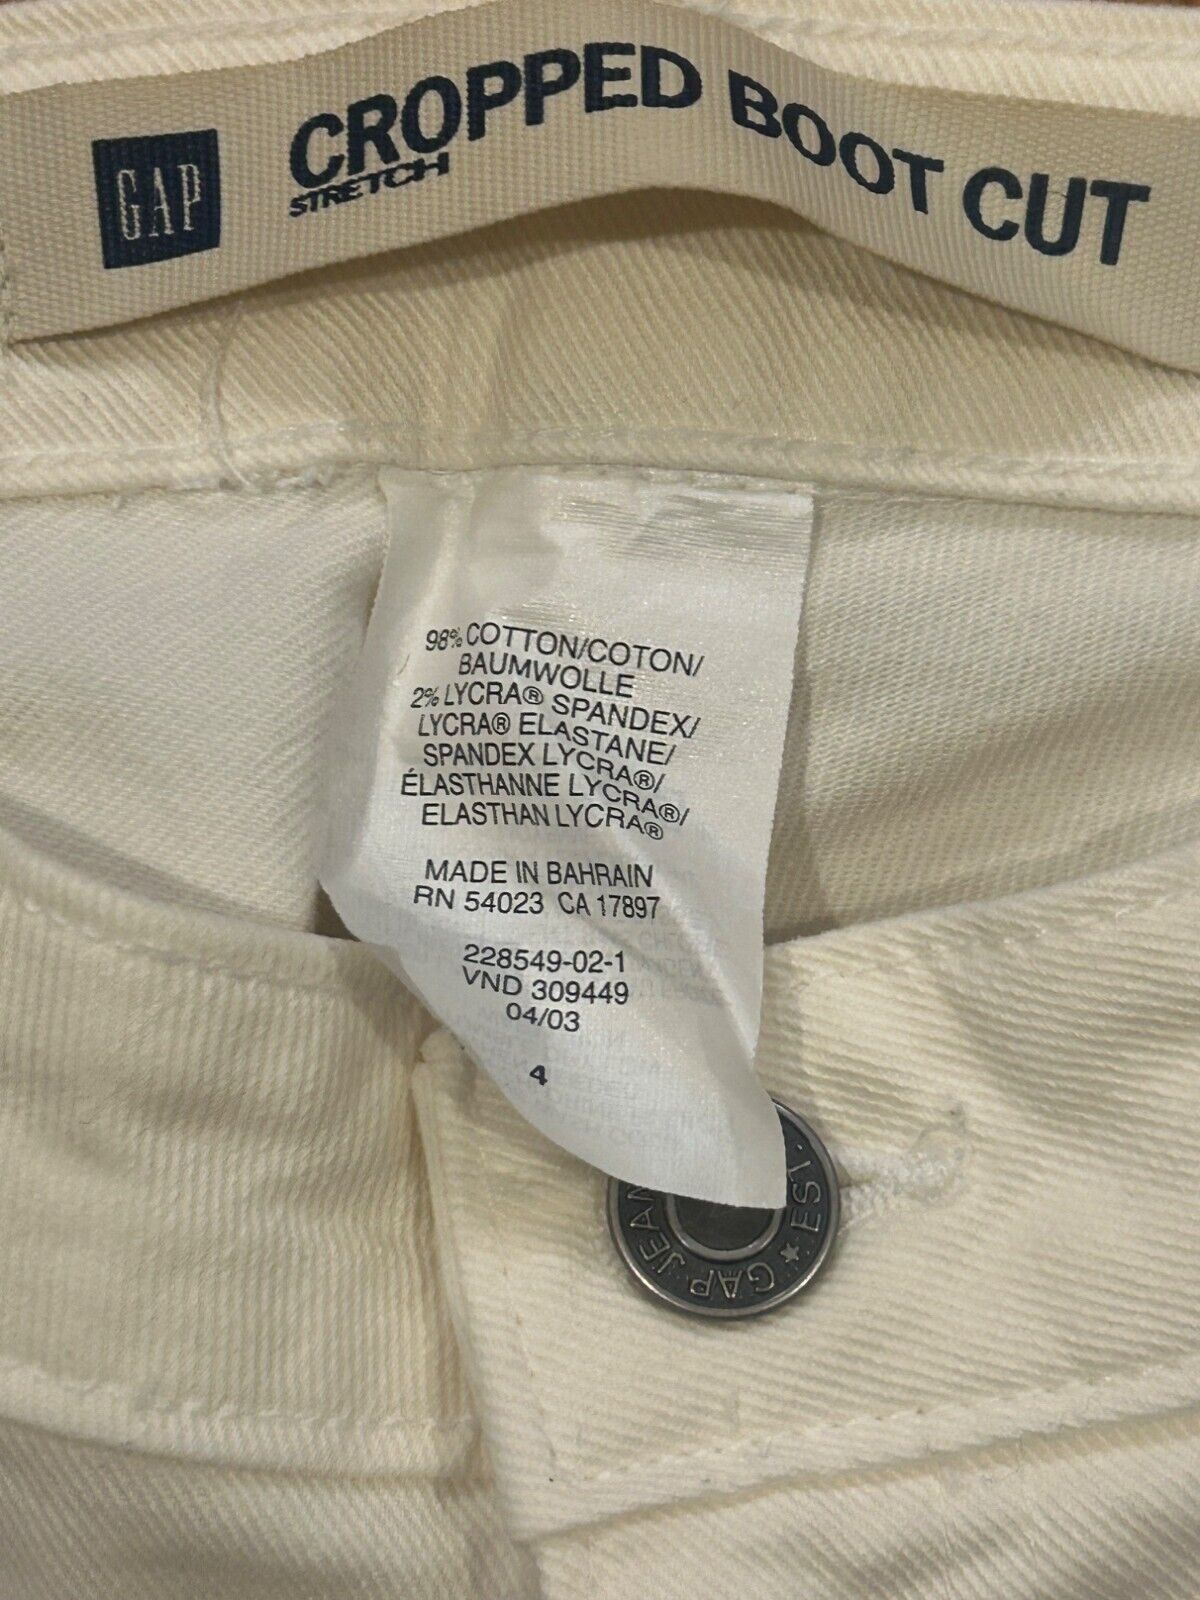 GAP
CROPPED BOOT CUT
STRETCH
98% COTTON/COTON/
BAUMWOLLE
2% LYCRA® SPANDEX/
LYCRA® ELASTANE/
SPANDEX LYCRA®/
ÉLASTHANNE LYCRA®/
ELASTHAN LYCRA®
MADE IN BAHRAIN
RN 54023 CA 17897
228549-02-1
VND 309449
04/03
4
GAP JEAN
EST.